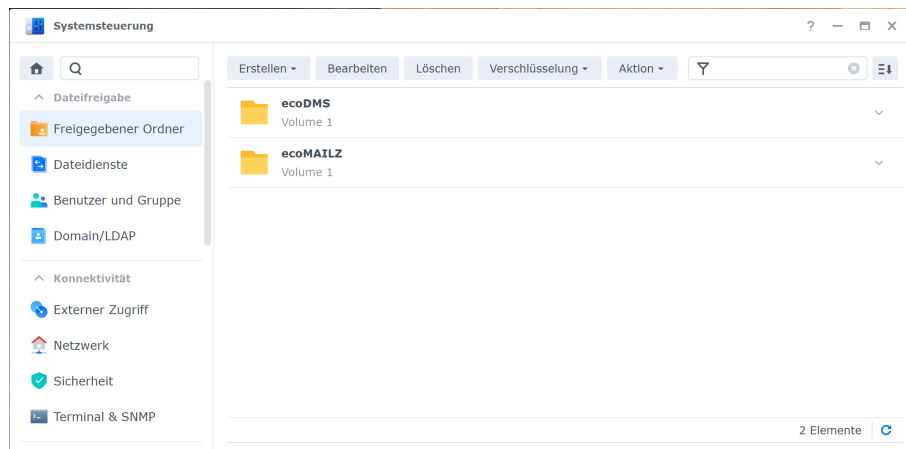 Systemsteuerung
Dateifreigabe
Freigegebener Ordner
Dateidienste
Benutzer und Gruppe
Domain/LDAP
Konnektivität
Externer Zugriff
Netzwerk
Sicherheit
Terminal & SNMP
Erstellen Bearbeiten Löschen Verschlüsselung Aktion
ecoDMS
Volume 1
ecoMAILZ
Volume 1
2 Elemente